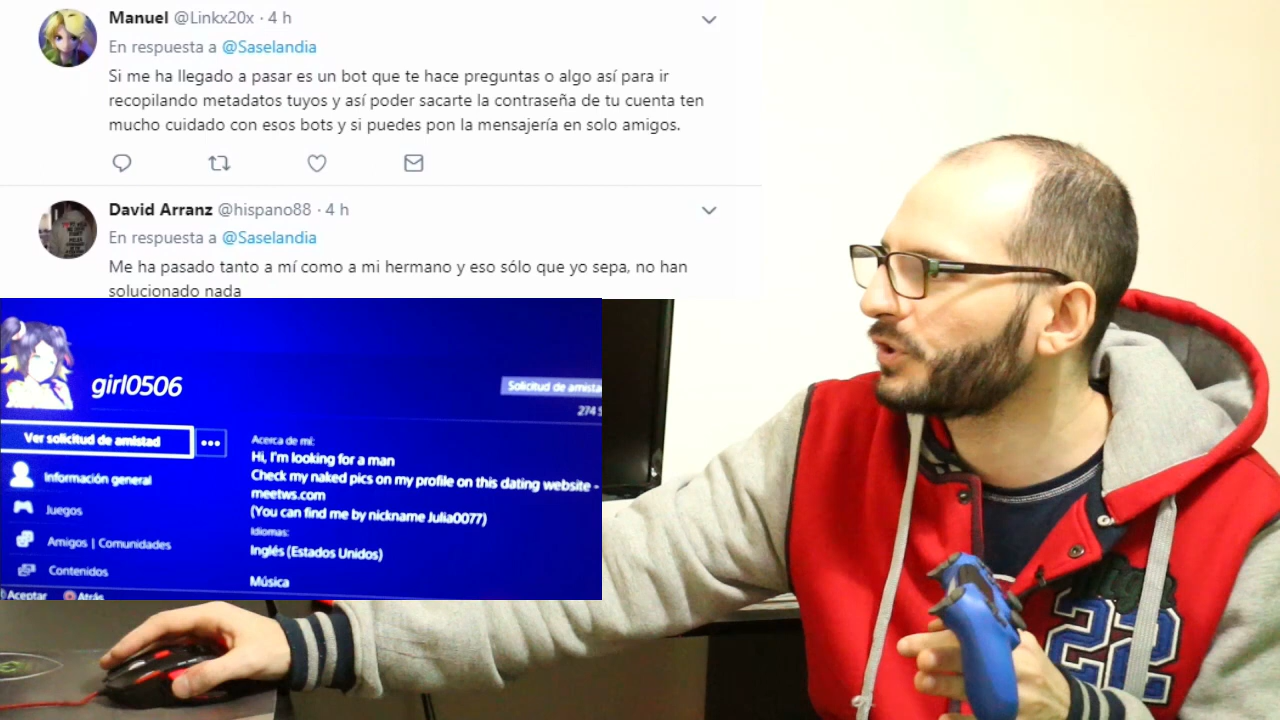 Manuel @Linkx20x · 4 h
En respuesta a @Saselandia
Si me ha llegado a pasar es un bot que te hace preguntas o algo así para ir
recopilando metadatos tuyos y así poder sacarte la contraseña de tu cuenta ten
mucho cuidado con esos bots y si puedes pon la mensajería en solo amigos.
David Arranz @hispano88 · 4 h
En respuesta a @Saselandia
Me ha pasado tanto a mí como a mi hermano y eso sólo que yo sepa, no han
solucionado nada
girl0506
Solicitud de amista
274
Ver solicitud de amistad
Información general
Juegos
Amigos | Comunidades
Contenidos
Aceptar Atrás
Acerca de mí:
Hi, I'm looking for a man
Check my naked pics on my profile on this dating website -
meetws.com
(You can find me by nickname Julia0077)
Idiomas:
Inglés (Estados Unidos)
Música
22